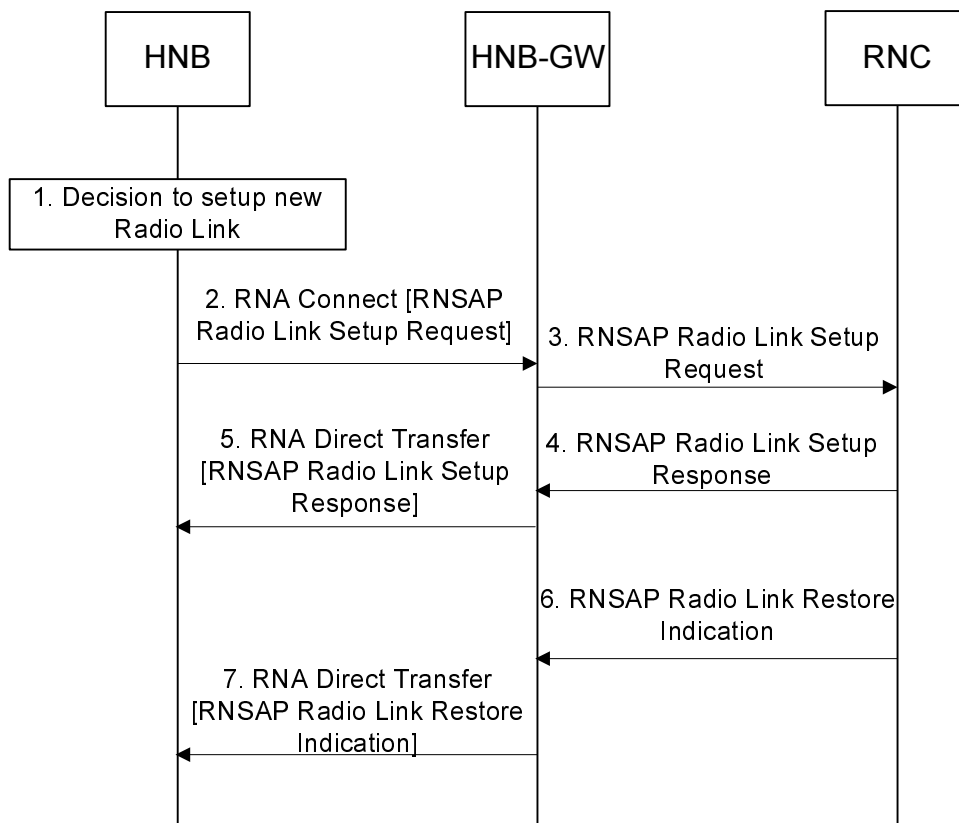 HNB
HNB-GW
RNC
1. Decision to setup new
Radio Link
2. RNA Connect [RNSAP
Radio Link Setup Request]
3. RNSAP Radio Link Setup
Request
4. RNSAP Radio Link Setup
Response
5. RNA Direct Transfer
[RNSAP Radio Link Setup
Response]
6. RNSAP Radio Link Restore
Indication
7. RNA Direct Transfer
[RNSAP Radio Link Restore
Indication]